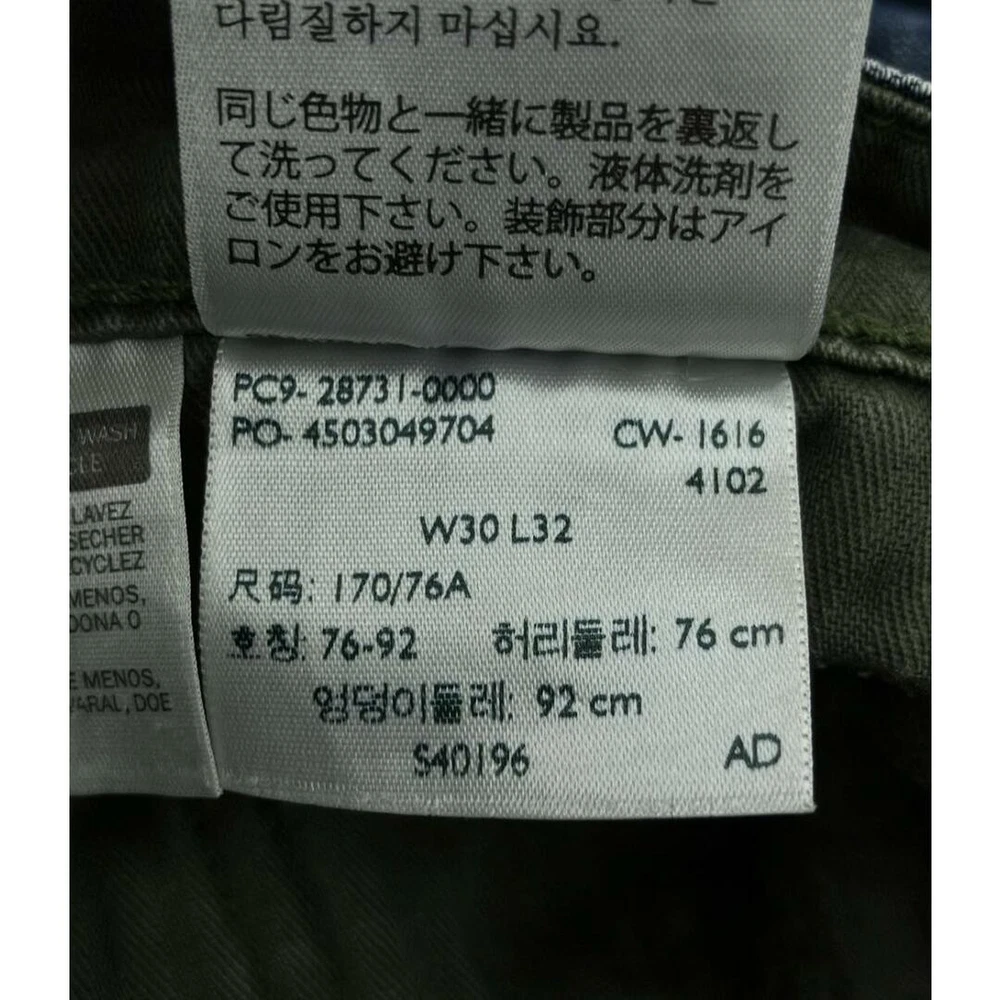 다림질하지 마십시요.
同じ色物と一緒に製品を裏返し
て洗ってください。液体洗剤を
ご使用下さい。装飾部分はアイ
ロンをお避け下さい。
WASH
LAVEZ
SECHER
CYCLEZ
MENOS,
DONA O
E MENOS,
PARAL, DOE
PC9- 28731-0000
PO- 4503049704 CW- 1616
4102
W30 L32
尺码: 170/76A
호칭: 76-92 허리둘레: 76 cm
엉덩이둘레: 92 cm
S40196 AD